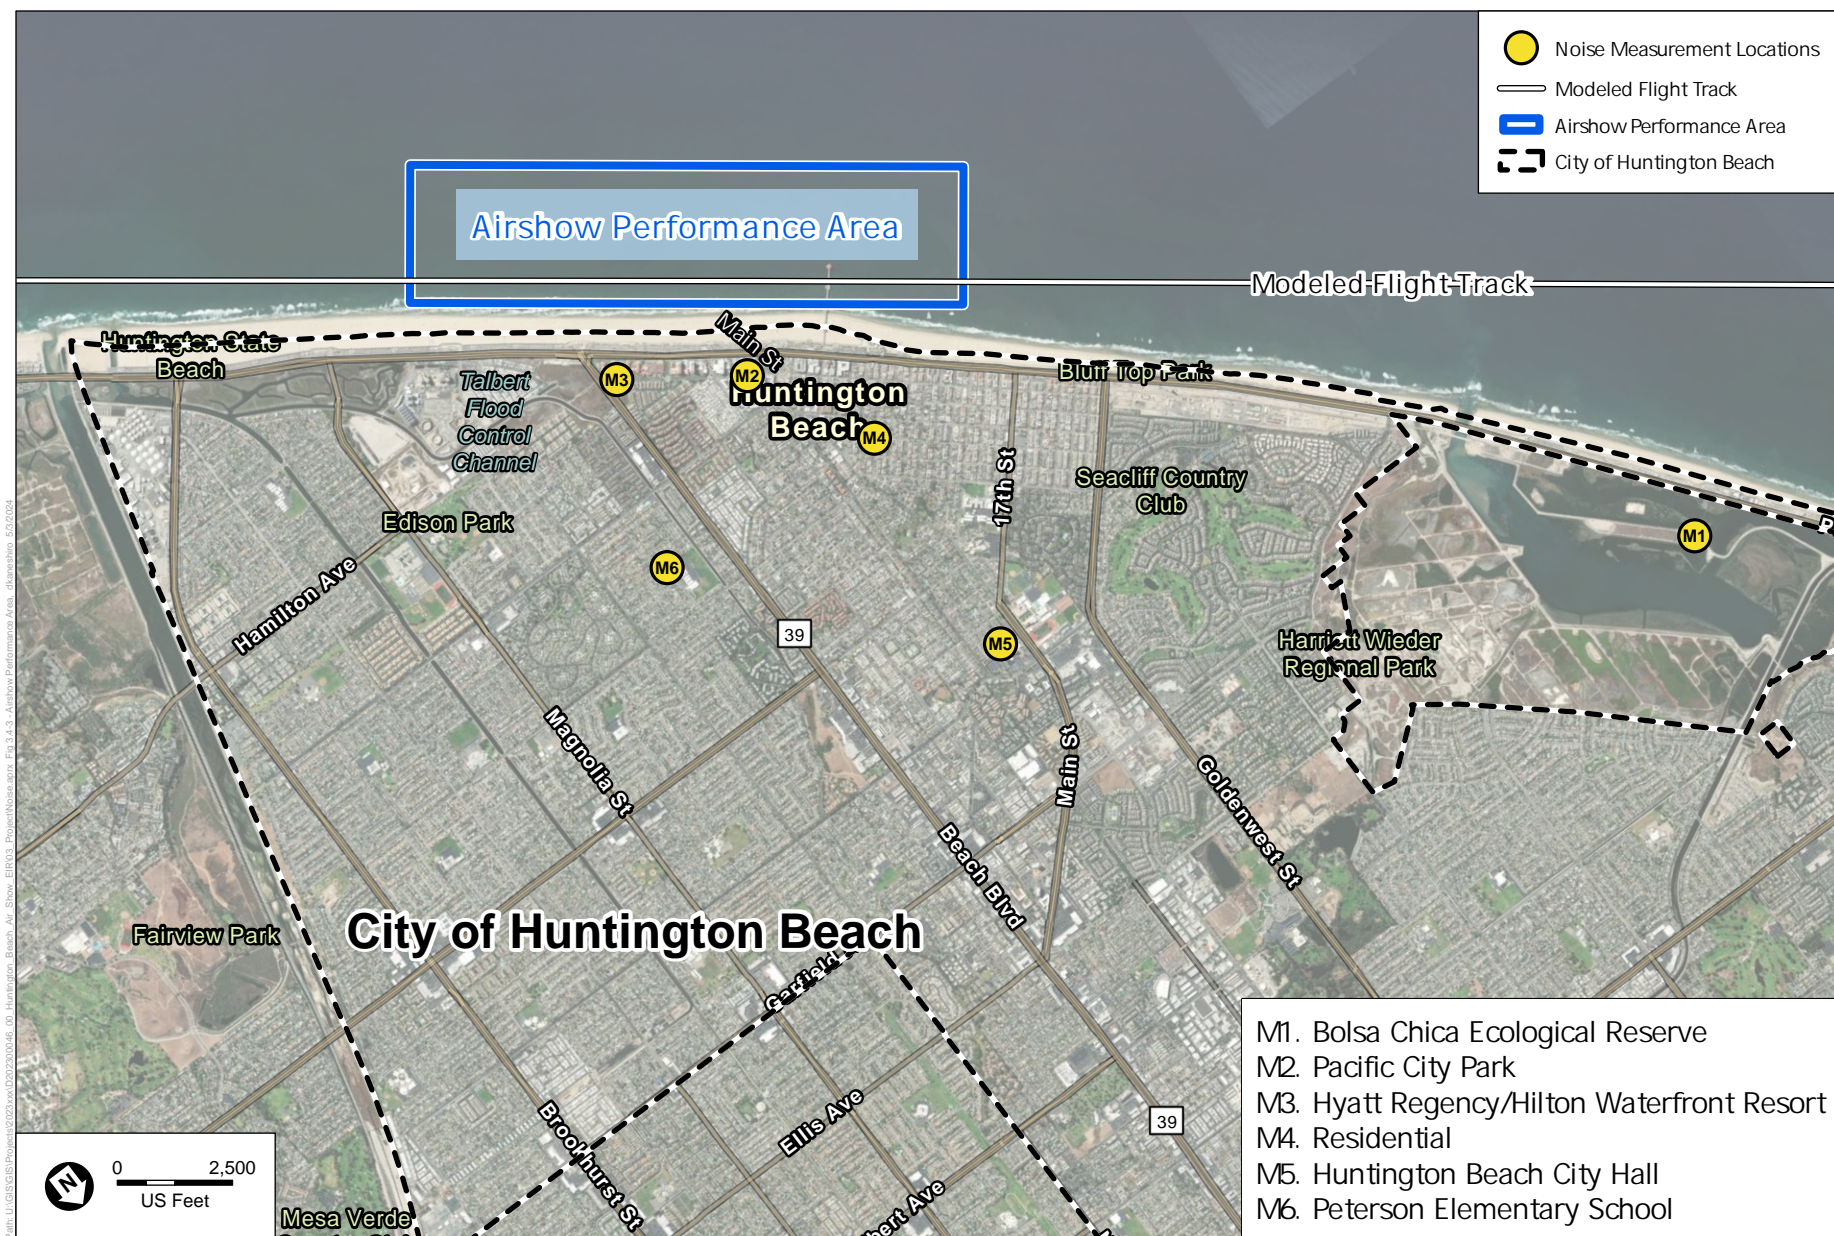 Noise Measurement Locations
Modeled Flight Track
Airshow Performance Area
City of Huntington Beach
Airshow Performance Area
Modeled Flight Track
Huntington State
Beach
Main St
Bluff Top Park
Talbert
Flood
Control
Channel
M3
M2
Huntington
Beach
M4
17th St
Seacliff Country
Club
M1
Edison Park
Hamilton Ave
M6
39
M5
Harriett Wieder
Regional Park
Magnolia St
Main St
Goldenwest St
Beach Blvd
Fairview Park
City of Huntington Beach
Garfield
Ellis Ave
Brookhurst St
39
M1. Bolsa Chica Ecological Reserve
M2. Pacific City Park
M3. Hyatt Regency/Hilton Waterfront Resort
M4. Residential
M5. Huntington Beach City Hall
M6. Peterson Elementary School
N
0 2,500
US Feet
Mesa Verde